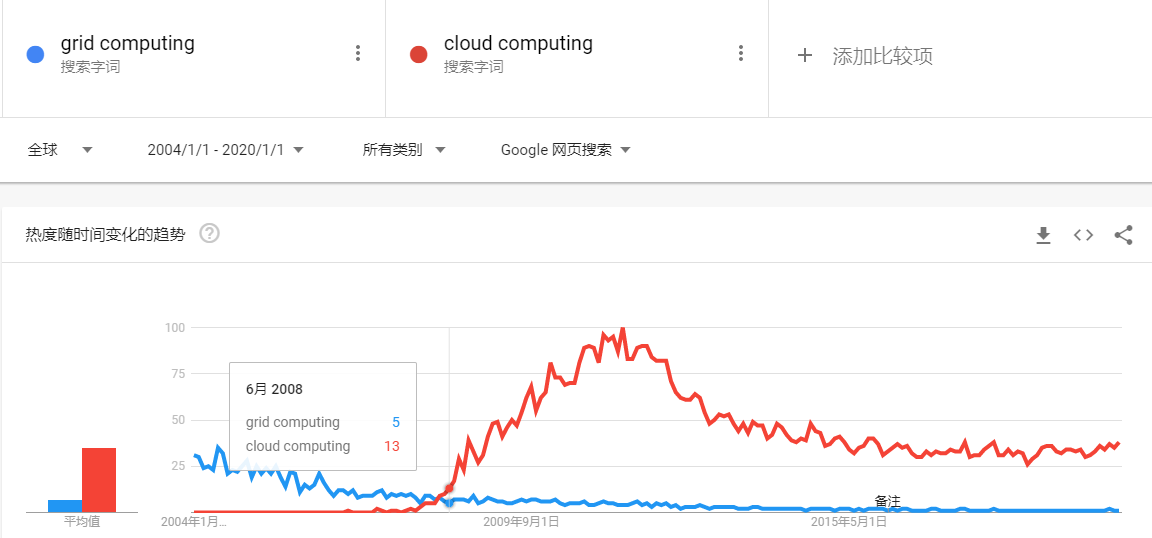 grid computing
搜索字词
cloud computing
搜索字词
添加比较项
全球
2004/1/1 - 2020/1/1
所有类别
Google 网页搜索
热度随时间变化的趋势
100
75
50
25
6月 2008
grid computing 5
cloud computing 13
备注
平均值
2004年1月...
2009年9月1日
2015年5月1日